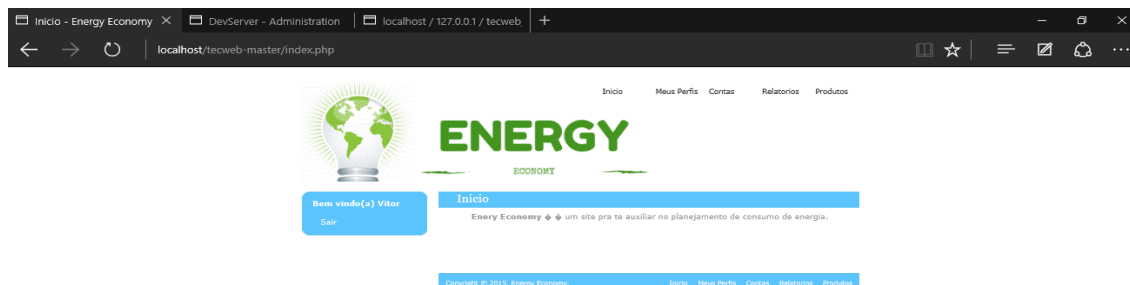 Inicio - Energy Economy
DevServer - Administration
localhost / 127.0.0.1 / tecweb_
localhost/tecweb-master/index.php
Inicio Meus Perfis Contas Relatorios Produtos
ENERGY
ECONOMY
Bem vindo(a) Vitor
Sair
Inicio
Enery Economy � � um site pra te auxiliar no planejamento de consumo de energia.
Copyright © 2015. Energy Economy.
Inicio Meus Perfis Contas Relatorios Produtos